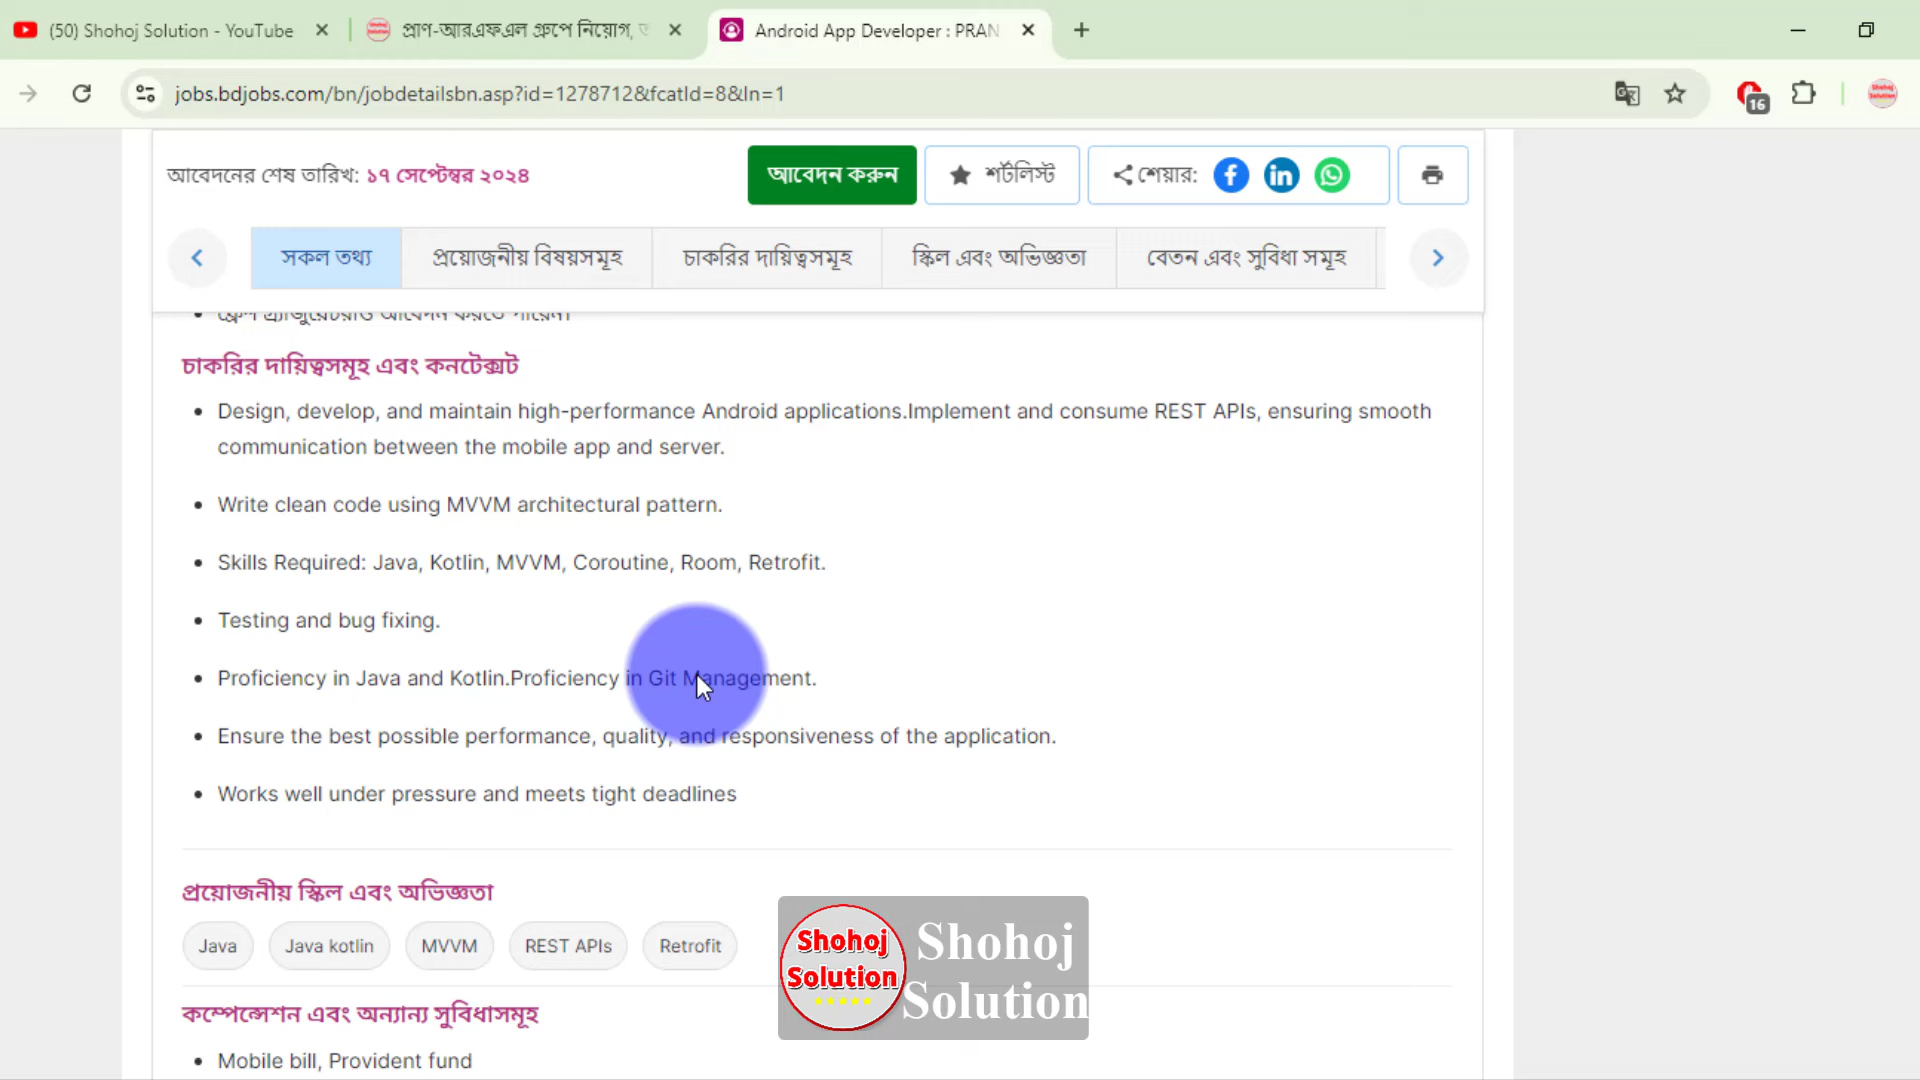 (50) Shohoj Solution - YouTube
প্রাণ-আরএফএল গ্রুপে নিয়োগ,
Android App Developer : PRAN
jobs.bdjobs.com/bn/jobdetailsbn.asp?id=1278712&fcatId=8&ln=1
16
আবেদনের শেষ তারিখ: ১৭ সেপ্টেম্বর ২০২৪
আবেদন করুন
শর্টলিস্ট
শেয়ার:
সকল তথ্য
প্রয়োজনীয় বিষয়সমূহ
চাকরির দায়িত্বসমূহ
স্কিল এবং অভিজ্ঞতা
বেতন এবং সুবিধা সমূহ
ফ্রেশ গ্র্যাজুয়েটরাও আবেদন করতে পারেন।
চাকরির দায়িত্বসমূহ এবং কনটেক্সট
Design, develop, and maintain high-performance Android applications.Implement and consume REST APIs, ensuring smooth
communication between the mobile app and server.
Write clean code using MVVM architectural pattern.
Skills Required: Java, Kotlin, MVVM, Coroutine, Room, Retrofit.
Testing and bug fixing.
Proficiency in Java and Kotlin.Proficiency in Git Management.
Ensure the best possible performance, quality, and responsiveness of the application.
Works well under pressure and meets tight deadlines
প্রয়োজনীয় স্কিল এবং অভিজ্ঞতা
Java
Java kotlin
MVVM
REST APIs
Retrofit
Shohoj
Solution
Shohoj
Solution
কম্পেন্সেশন এবং অন্যান্য সুবিধাসমূহ
Mobile bill, Provident fund